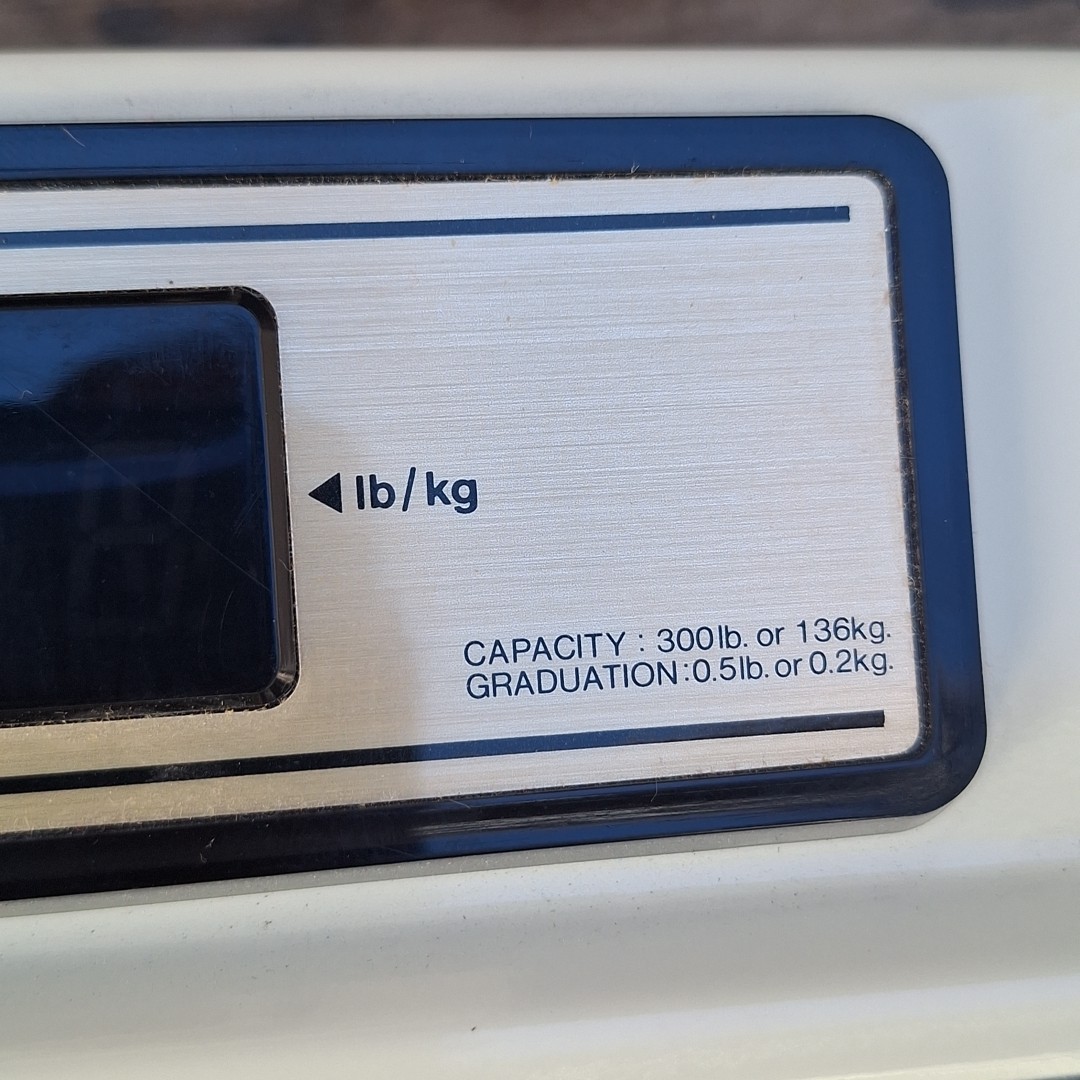 lb/kg
CAPACITY : 300lb. or 136kg.
GRADUATION:0.5lb. or 0.2kg.